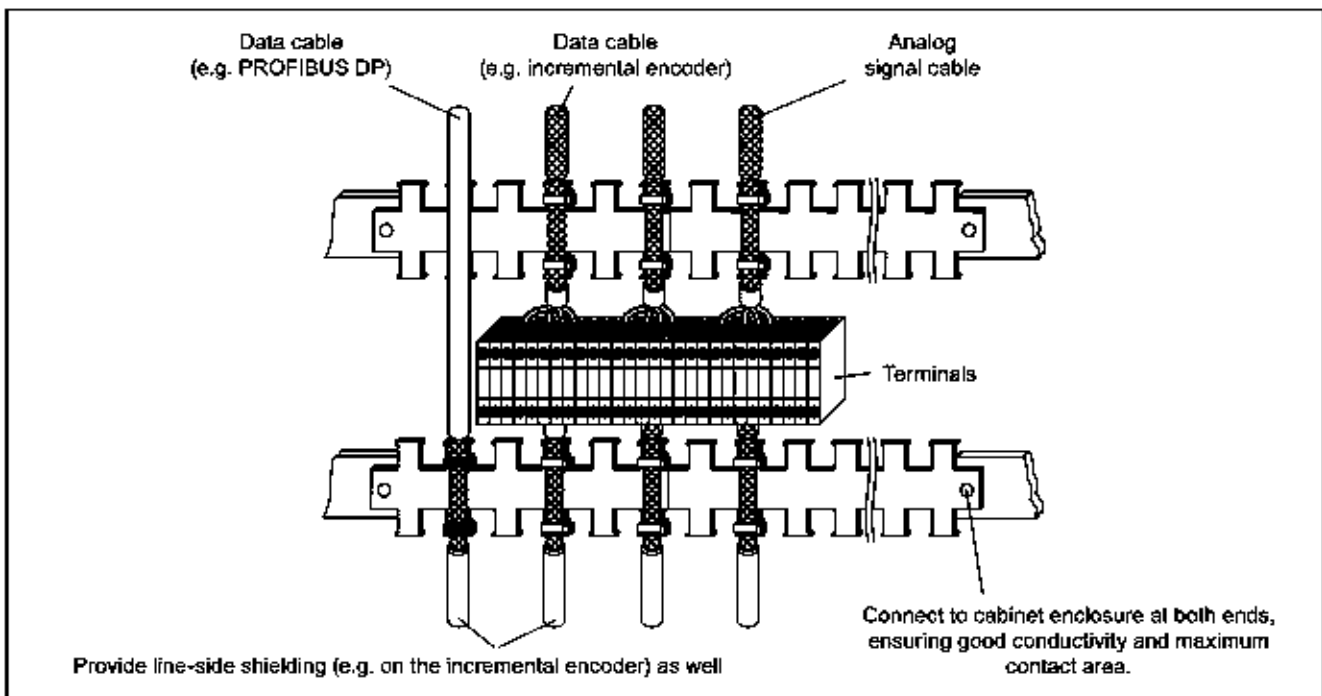 Data cable
(e.g. PROFIBUS DP)
Data cable
(e.g. incremental encoder)
Analog
signal cable
Terminals
Connect to cabinet enclosure at both ends,
ensuring good conductivity and maximum
contact area.
Provide line-side shielding (e.g. on the incremental encoder) as well